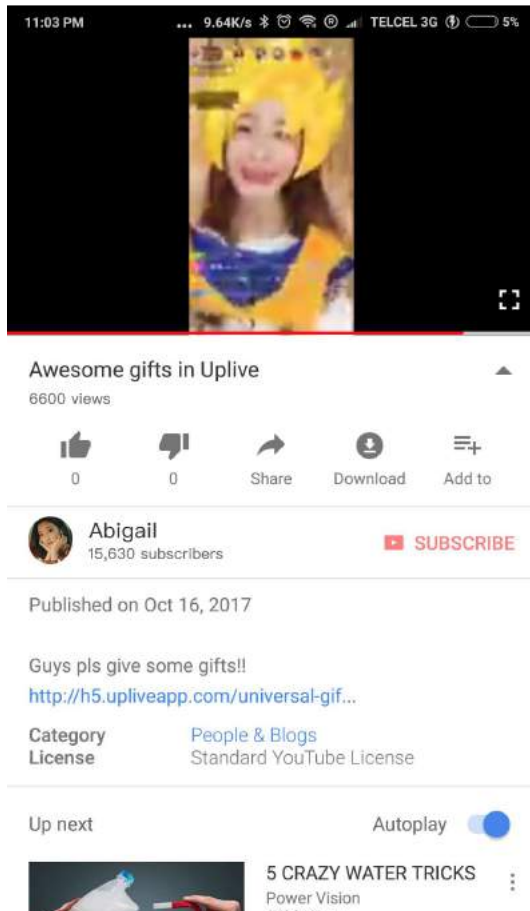 11:03 PM ... 9.64K/s ® TELCEL 3G 5%
Awesome gifts in Uplive
6600 views
0 0 Share Download Add to
Abigail
15,630 subscribers
SUBSCRIBE
Published on Oct 16, 2017
Guys pls give some gifts!!
http://h5.upliveapp.com/universal-gif...
Category People & Blogs
License Standard YouTube License
Up next Autoplay
5 CRAZY WATER TRICKS
Power Vision